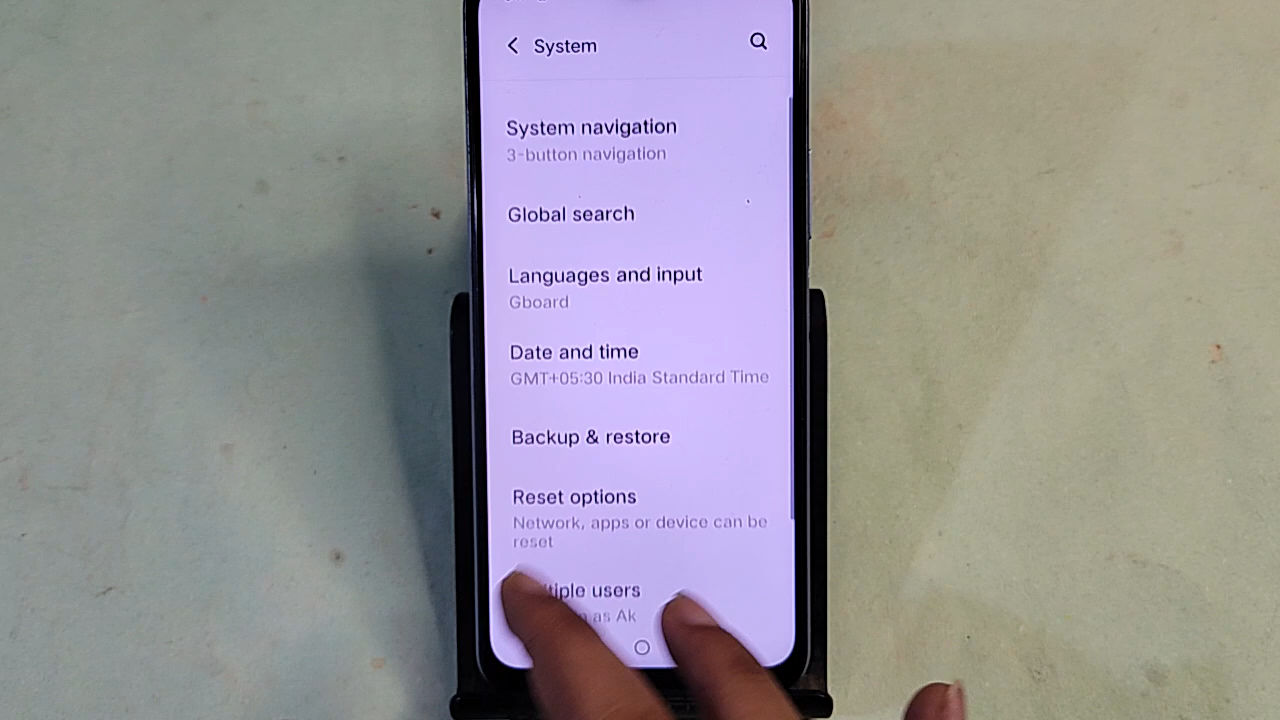 System
System navigation
3-button navigation
Global search
Languages and input
Gboard
Date and time
GMT+05:30 India Standard Time
Backup & restore
Reset options
Network, apps or device can be
reset
users
as Ak